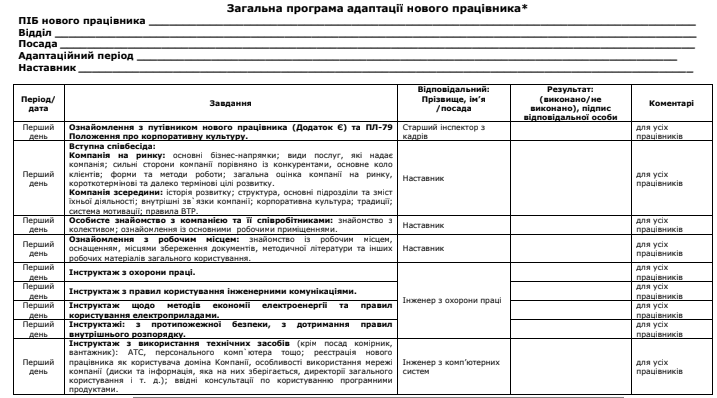 Загальна програма адаптації нового працівника*
ПІБ нового працівника
Відділ
Посада
Адаптаційний період
Наставник
Період/
дата
Завдання
Відповідальний:
Прізвище, ім’я
/посада
Результат:
(виконано/не
виконано), підпис
відповідальної особи
Коментарі
Перший
день
Ознайомлення з путівником нового працівника (Додаток Є) та ПЛ-79
Положення про корпоративну культуру.
Старший інспектор з
кадрів
для усіх
працівників
Перший
день
Вступна співбесіда:
Компанія на ринку: основні бізнес-напрямки; види послуг, які надає
компанія; сильні сторони компанії порівняно із конкурентами, основне коло
клієнтів; форми та методи роботи; загальна оцінка компанії на ринку,
короткотермінові та далеко термінові цілі розвитку.
Компанія зсередини: історія розвитку; структура, основні підрозділи та зміст
їхньої діяльності; внутрішні зв`язки компанії; корпоративна культура; традиції;
система мотивації; правила ВТР.
Наставник
для усіх
працівників
Перший
день
Особисте знайомство з компанією та її співробітниками: знайомство з
колективом; ознайомлення із основними робочими приміщеннями.
Наставник
для усіх
працівників
Перший
день
Ознайомлення з робочим місцем: знайомство із робочим місцем,
оснащенням, місцями збереження документів, методичної літератури та інших
робочих матеріалів загального користування.
Наставник
для усіх
працівників
Перший
день
Інструктаж з охорони праці.
Інженер з охорони праці
для усіх
працівників
Перший
день
Інструктаж з правил користування інженерними комунікаціями.
для усіх
працівників
Перший
день
Інструктаж щодо методів економії електроенергії та правил
користування електроприладами.
для усіх
працівників
Перший
день
Інструктажі: з протипожежної безпеки, з дотримання правил
внутрішнього розпорядку.
для усіх
працівників
Перший
день
Інструктаж з використання технічних засобів (крім посад комірник,
вантажник): АТС, персонального комп`ютера тощо; реєстрація нового
працівника як користувача домiна Компанії, особливості використання мережі
компанії (диски та інформація, яка на них зберігається, директорії загального
користування і т. д.); ввідні консультації по користуванню програмними
продуктами.
Інженер з комп’ютерних
систем
для усіх
працівників